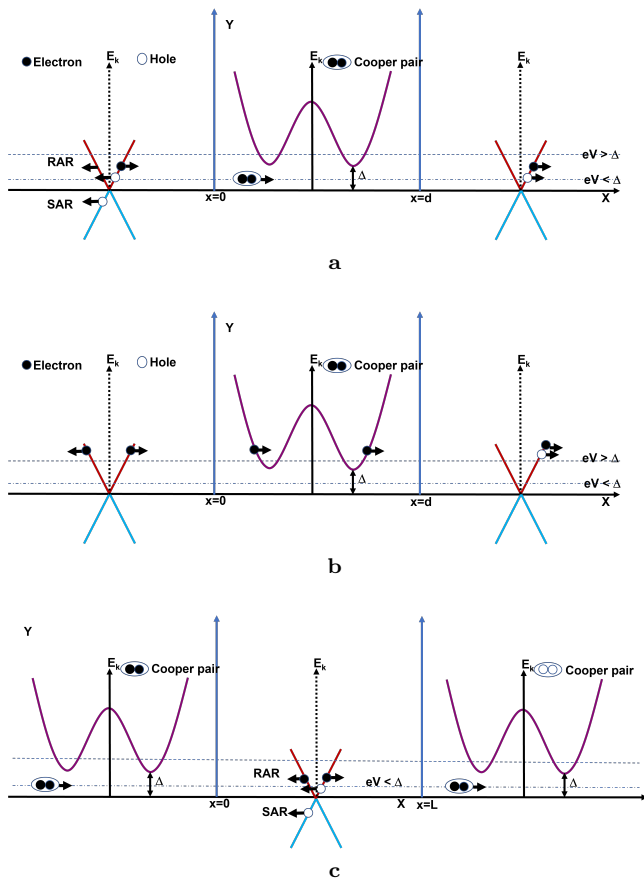 Y
Electron Hole E_k E_k Cooper pair E_k
RAR eV > Δ
Δ eV < Δ
SAR x=0 x=d X
a
Y
Electron Hole E_k E_k Cooper pair E_k
eV > Δ
Δ eV < Δ
x=0 x=d X
b
Y
E_k Cooper pair E_k E_k Cooper pair
RAR
Δ eV < Δ Δ
SAR x=0 X x=L
c